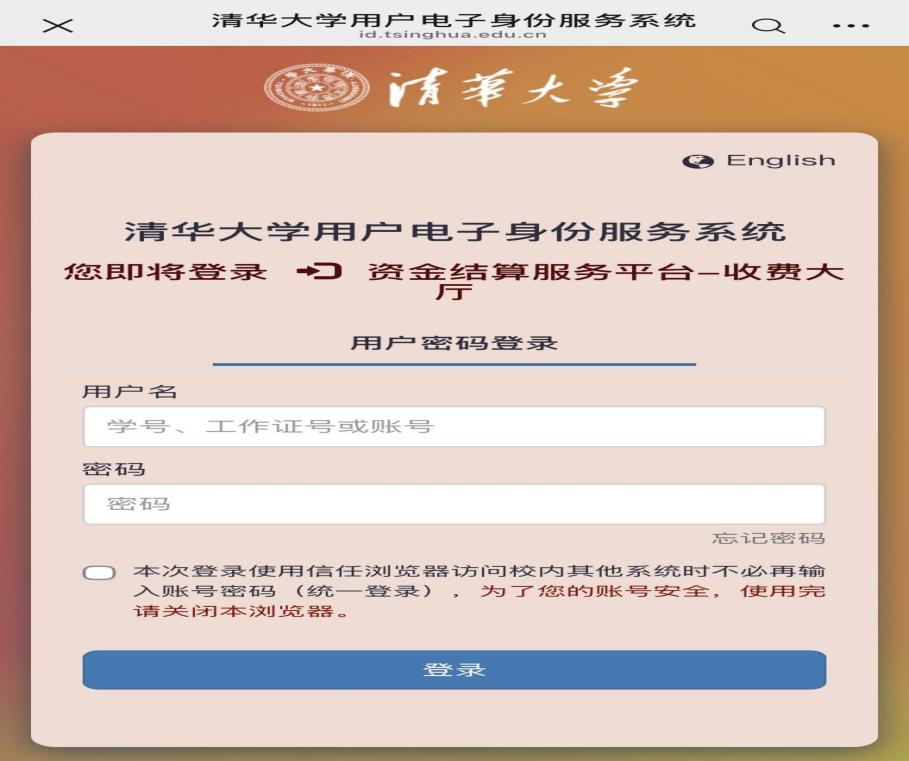 清华大学用户电子身份服务系统
id.tsinghua.edu.cn
清華大学
English
清华大学用户电子身份服务系统
您即将登录 资金结算服务平台-收费大
厅
用户密码登录
用户名
学号、工作证号或账号
密码
密码
忘记密码
本次登录使用信任浏览器访问校内其他系统时不必再输
入账号密码（统一登录），为了您的账号安全，使用完
请关闭本浏览器。
登录